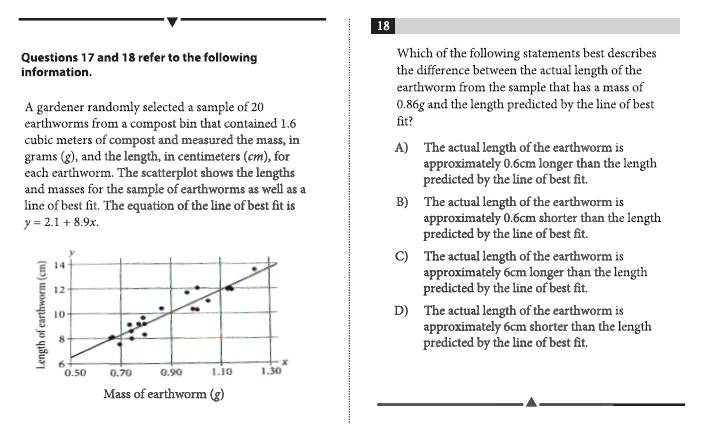 Questions 17 and 18 refer to the following
information.
A gardener randomly selected a sample of 20
earthworms from a compost bin that contained 1.6
cubic meters of compost and measured the mass, in
grams (g), and the length, in centimeters (cm), for
each earthworm. The scatterplot shows the lengths
and masses for the sample of earthworms as well as a
line of best fit. The equation of the line of best fit is
y = 2.1 + 8.9x.
y
Length of earthworm (cm)
14
12
10
8
6
0.50 0.70 0.90 1.10 1.30 x
Mass of earthworm (g)
18
Which of the following statements best describes
the difference between the actual length of the
earthworm from the sample that has a mass of
0.86g and the length predicted by the line of best
fit?
A) The actual length of the earthworm is
approximately 0.6cm longer than the length
predicted by the line of best fit.
B) The actual length of the earthworm is
approximately 0.6cm shorter than the length
predicted by the line of best fit.
C) The actual length of the earthworm is
approximately 6cm longer than the length
predicted by the line of best fit.
D) The actual length of the earthworm is
approximately 6cm shorter than the length
predicted by the line of best fit.